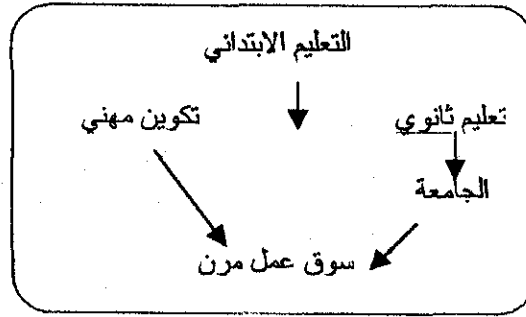 التعليم الابتدائي
تعليم ثانوي
تكوين مهني
الجامعة
سوق عمل مرن